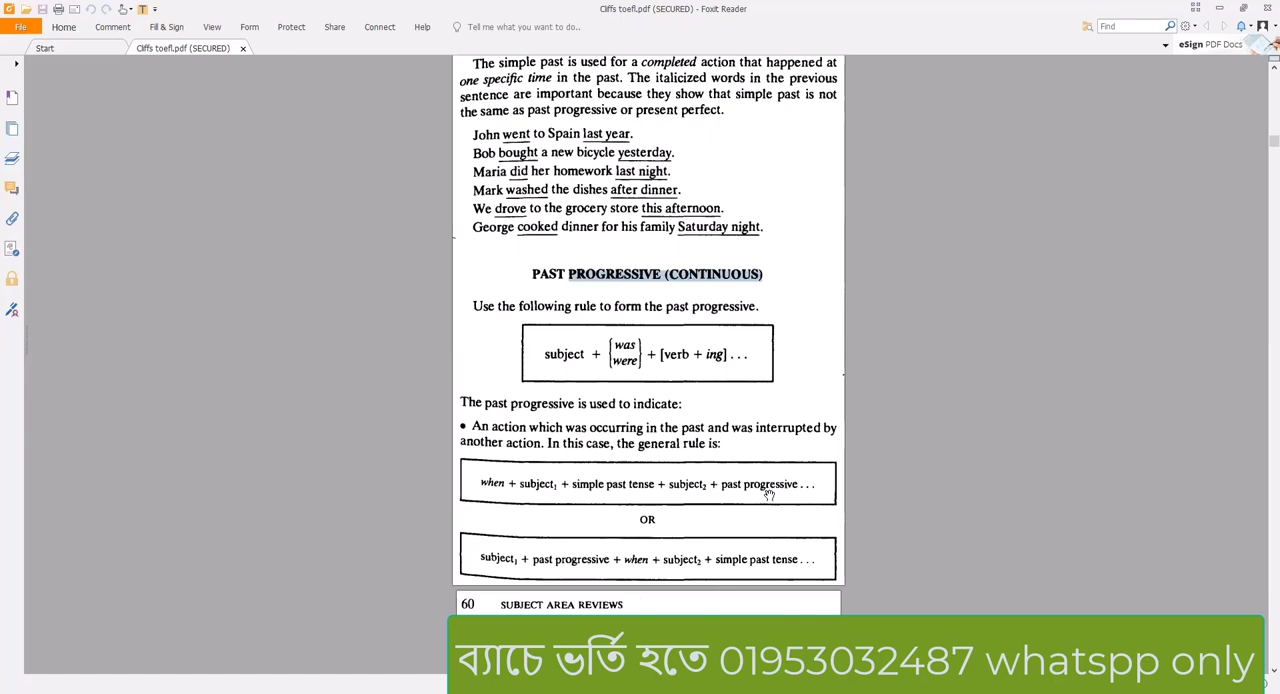 Cliffs toefl.pdf (SECURED) - Foxit Reader
File Home Comment Fill & Sign View Form Protect Share Connect Help Tell me what you want to do.. Find
Start Cliffs toefl.pdf (SECURED) eSign PDF Docs
The simple past is used for a completed action that happened at
one specific time in the past. The italicized words in the previous
sentence are important because they show that simple past is not
the same as past progressive or present perfect.
John went to Spain last year.
Bob bought a new bicycle yesterday.
Maria did her homework last night.
Mark washed the dishes after dinner.
We drove to the grocery store this afternoon.
George cooked dinner for his family Saturday night.
PAST PROGRESSIVE (CONTINUOUS)
Use the following rule to form the past progressive.
subject + {was
were} + [verb + ing] . . .
The past progressive is used to indicate:
• An action which was occurring in the past and was interrupted by
another action. In this case, the general rule is:
when + subject₁ + simple past tense + subject₂ + past progressive . . .
OR
subject₁ + past progressive + when + subject₂ + simple past tense . . .
60 SUBJECT AREA REVIEWS
ব্যাচে ভর্তি হতে 01953032487 whatspp only